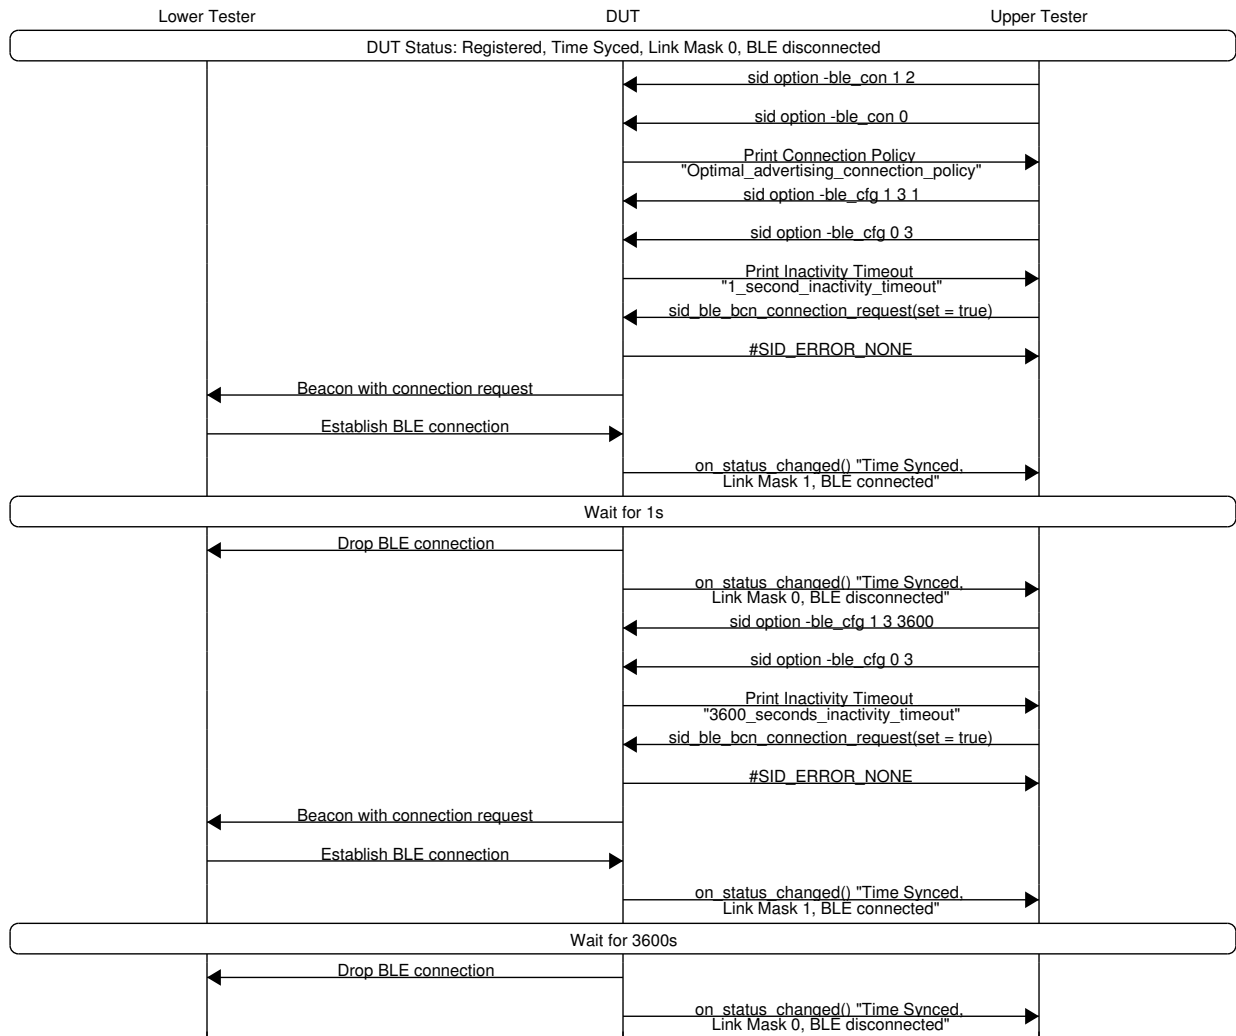 Lower Tester
DUT
Upper Tester
DUT Status: Registered, Time Syced, Link Mask 0, BLE disconnected
sid option -ble_con 1 2
sid option -ble_con 0
Print Connection Policy
"Optimal_advertising_connection_policy"
sid option -ble_cfg 1 3 1
sid option -ble_cfg 0 3
Print Inactivity Timeout
"1_second_inactivity_timeout"
sid_ble_bcn_connection_request(set = true)
#SID_ERROR_NONE
Beacon with connection request
Establish BLE connection
on_status_changed() "Time Synced,
Link Mask 1, BLE connected"
Wait for 1s
Drop BLE connection
on_status_changed() "Time Synced,
Link Mask 0, BLE disconnected"
sid option -ble_cfg 1 3 3600
sid option -ble_cfg 0 3
Print Inactivity Timeout
"3600_seconds_inactivity_timeout"
sid_ble_bcn_connection_request(set = true)
#SID_ERROR_NONE
Beacon with connection request
Establish BLE connection
on_status_changed() "Time Synced,
Link Mask 1, BLE connected"
Wait for 3600s
Drop BLE connection
on_status_changed() "Time Synced,
Link Mask 0, BLE disconnected"